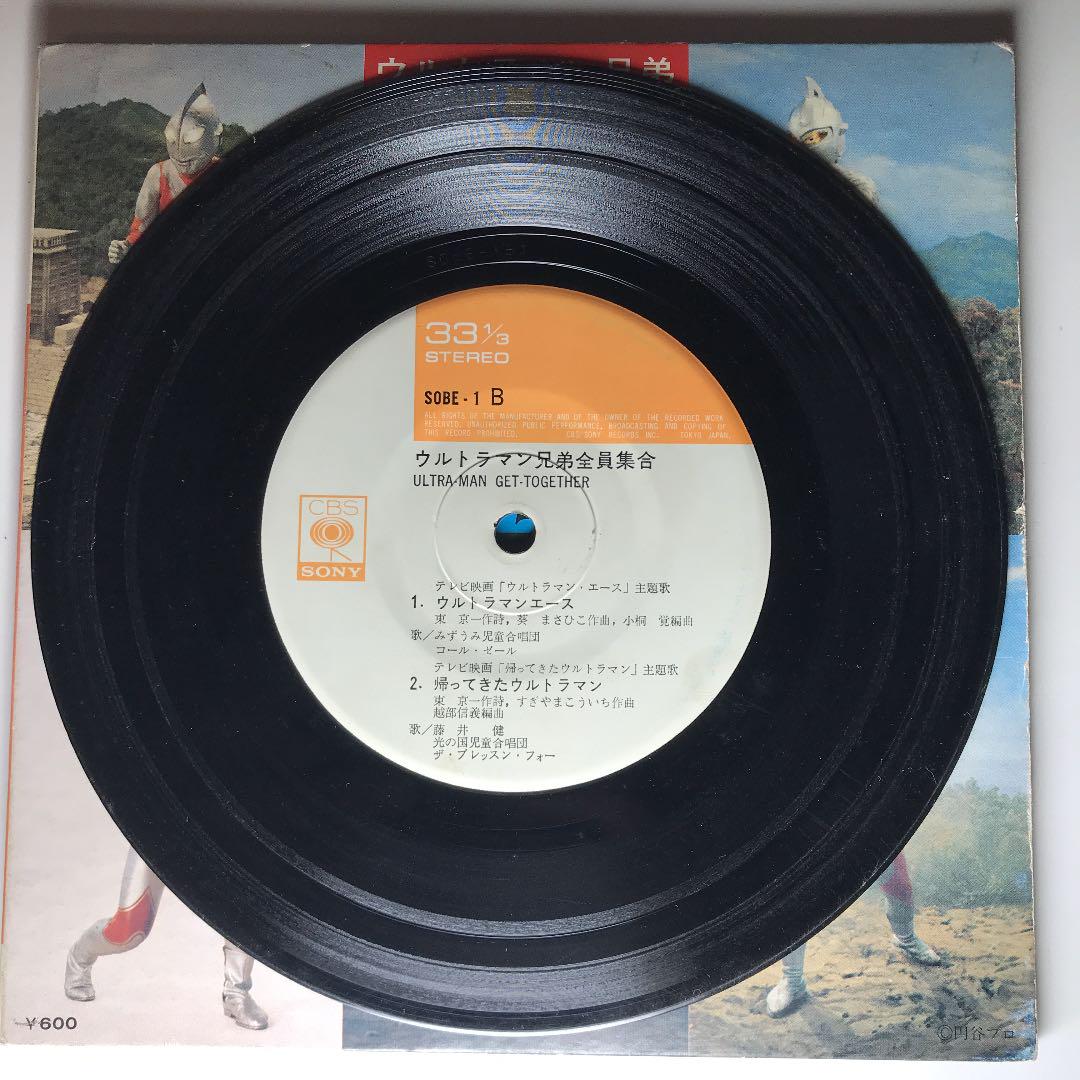 兄弟
33 1/3
STEREO
SOBE - 1 B
ALL RIGHTS OF THE MANUFACTURER AND OF THE OWNER OF THE RECORDED WORK
RESERVED. UNAUTHORIZED PUBLIC PERFORMANCE, BROADCASTING AND COPYING OF
THIS RECORD PROHIBITED. CBS/SONY RECORDS INC. TOKYO JAPAN.
ウルトラマン兄弟全員集合
ULTRA-MAN GET-TOGETHER
CBS
SONY
テレビ映画「ウルトラマン・エース」主題歌
1. ウルトラマンエース
東 京一作詩, 葵 まさひこ作曲, 小桐 覚編曲
歌/みずうみ児童合唱団
コール・ゼール
テレビ映画「帰ってきたウルトラマン」主題歌
2. 帰ってきたウルトラマン
東 京一作詩, すぎやまこういち作曲
越部信義編曲
歌/藤 井 健
光の国児童合唱団
ザ・ブレッスン・フォー
¥600
©円谷プロ